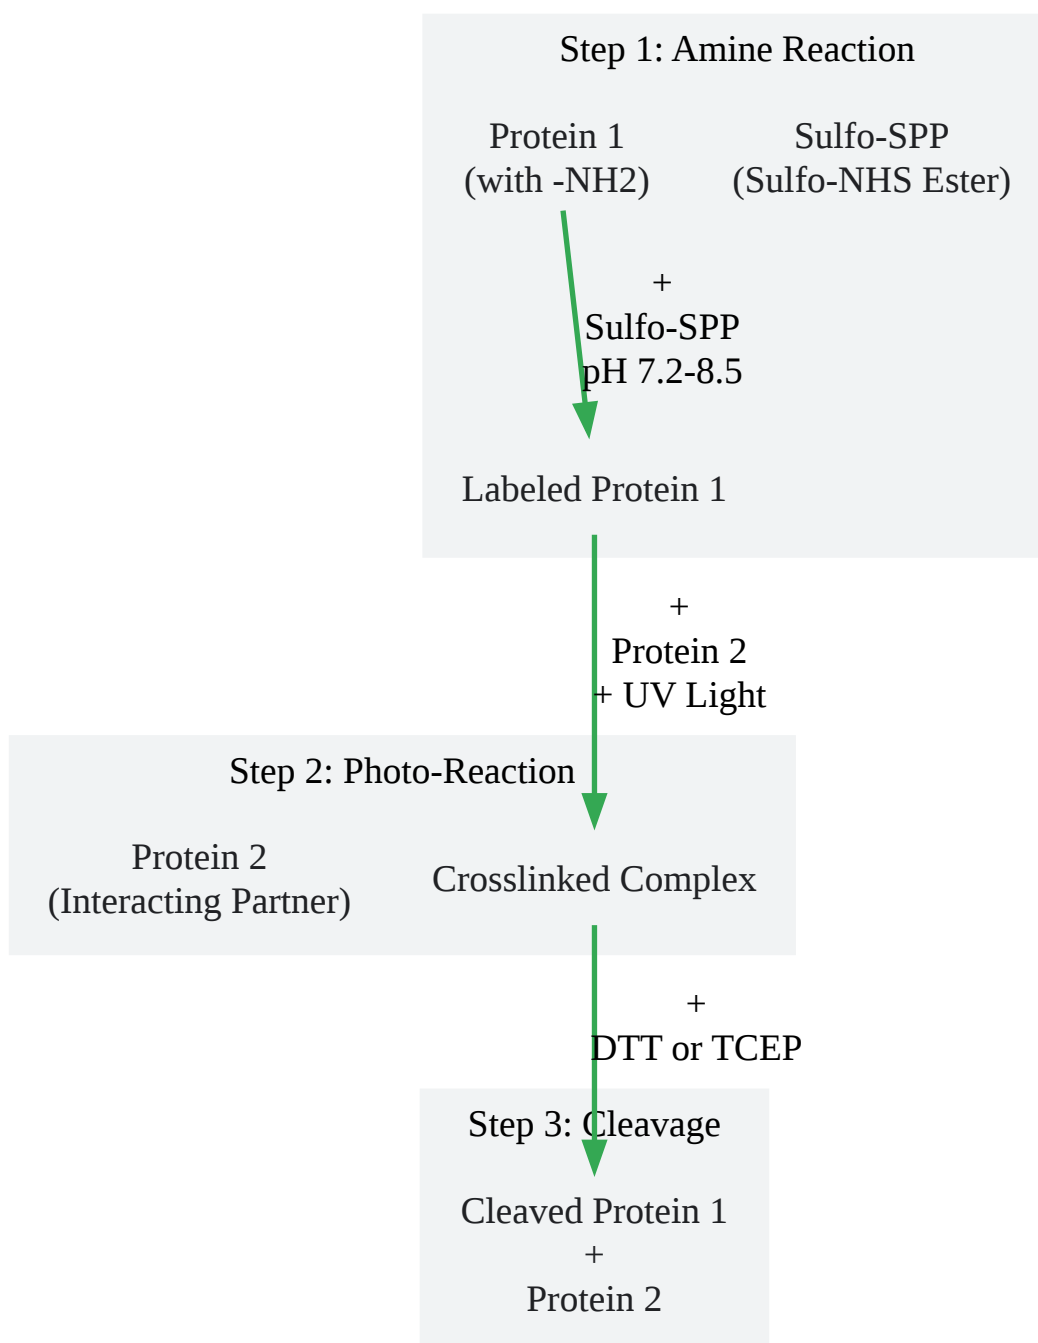 Step 1: Amine Reaction
Protein 1
(with -NH2)
Sulfo-SPP
(Sulfo-NHS Ester)
+
Sulfo-SPP
pH 7.2-8.5
Labeled Protein 1
+
Protein 2
+ UV Light
Step 2: Photo-Reaction
Protein 2
(Interacting Partner)
Crosslinked Complex
+
DTT or TCEP
Step 3: Cleavage
Cleaved Protein 1
+
Protein 2